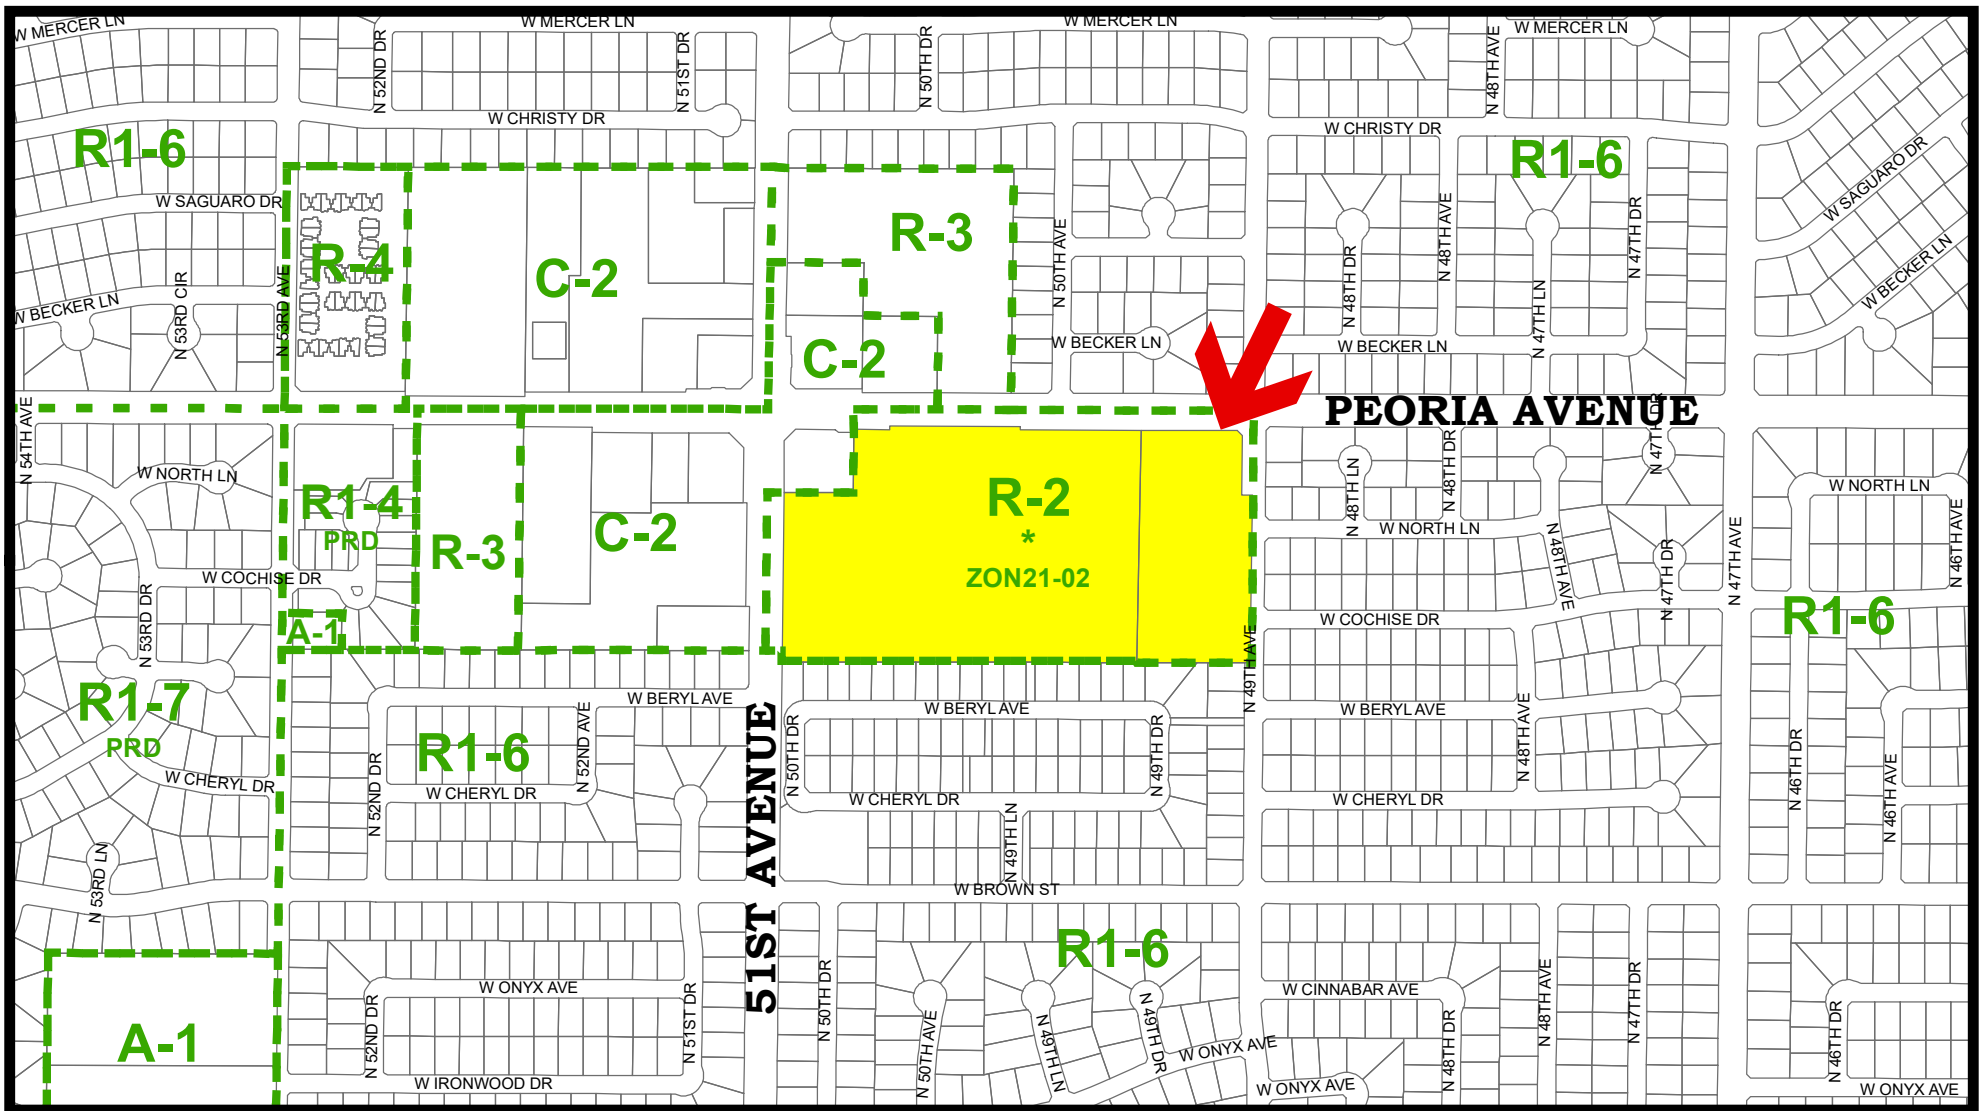 W MERCER LN
W MERCER LN
W MERCER LN
W MERCER LN
N 52ND DR
N 51ST DR
N 50TH DR
N 48TH AVE
W CHRISTY DR
W CHRISTY DR
R1-6
R1-6
W SAGUARO DR
W SAGUARO DR
R-4
C-2
R-3
N 50TH AVE
N 48TH DR
N 48TH AVE
N 47TH LN
N 47TH DR
W BECKER LN
W BECKER LN
N 53RD CIR
N 53RD AVE
C-2
W BECKER LN
W BECKER LN
PEORIA AVENUE
N 54TH AVE
W NORTH LN
R1-4
PRD
R-3
C-2
R-2
*
ZON21-02
N 48TH LN
N 48TH DR
N 47TH DR
W NORTH LN
W NORTH LN
N 48TH AVE
N 47TH DR
N 47TH AVE
N 46TH AVE
W COCHISE DR
A-1
N 53RD DR
W COCHISE DR
R1-6
N 49TH AVE
R1-7
PRD
W CHERYL DR
W BERYL AVE
R1-6
N 52ND AVE
N 52ND DR
W CHERYL DR
51ST AVENUE
N 50TH DR
W BERYL AVE
N 49TH DR
W CHERYL DR
N 49TH LN
W BERYL AVE
N 48TH AVE
W CHERYL DR
N 46TH DR
N 46TH AVE
N 53RD LN
W BROWN ST
A-1
N 52ND DR
W ONYX AVE
N 51ST DR
W IRONWOOD DR
N 50TH DR
N 50TH AVE
R1-6
N 49TH LN
N 49TH DR
W ONYX AVE
W CINNABAR AVE
N 48TH DR
N 48TH AVE
N 47TH DR
W ONYX AVE
N 46TH DR
W ONYX AVE